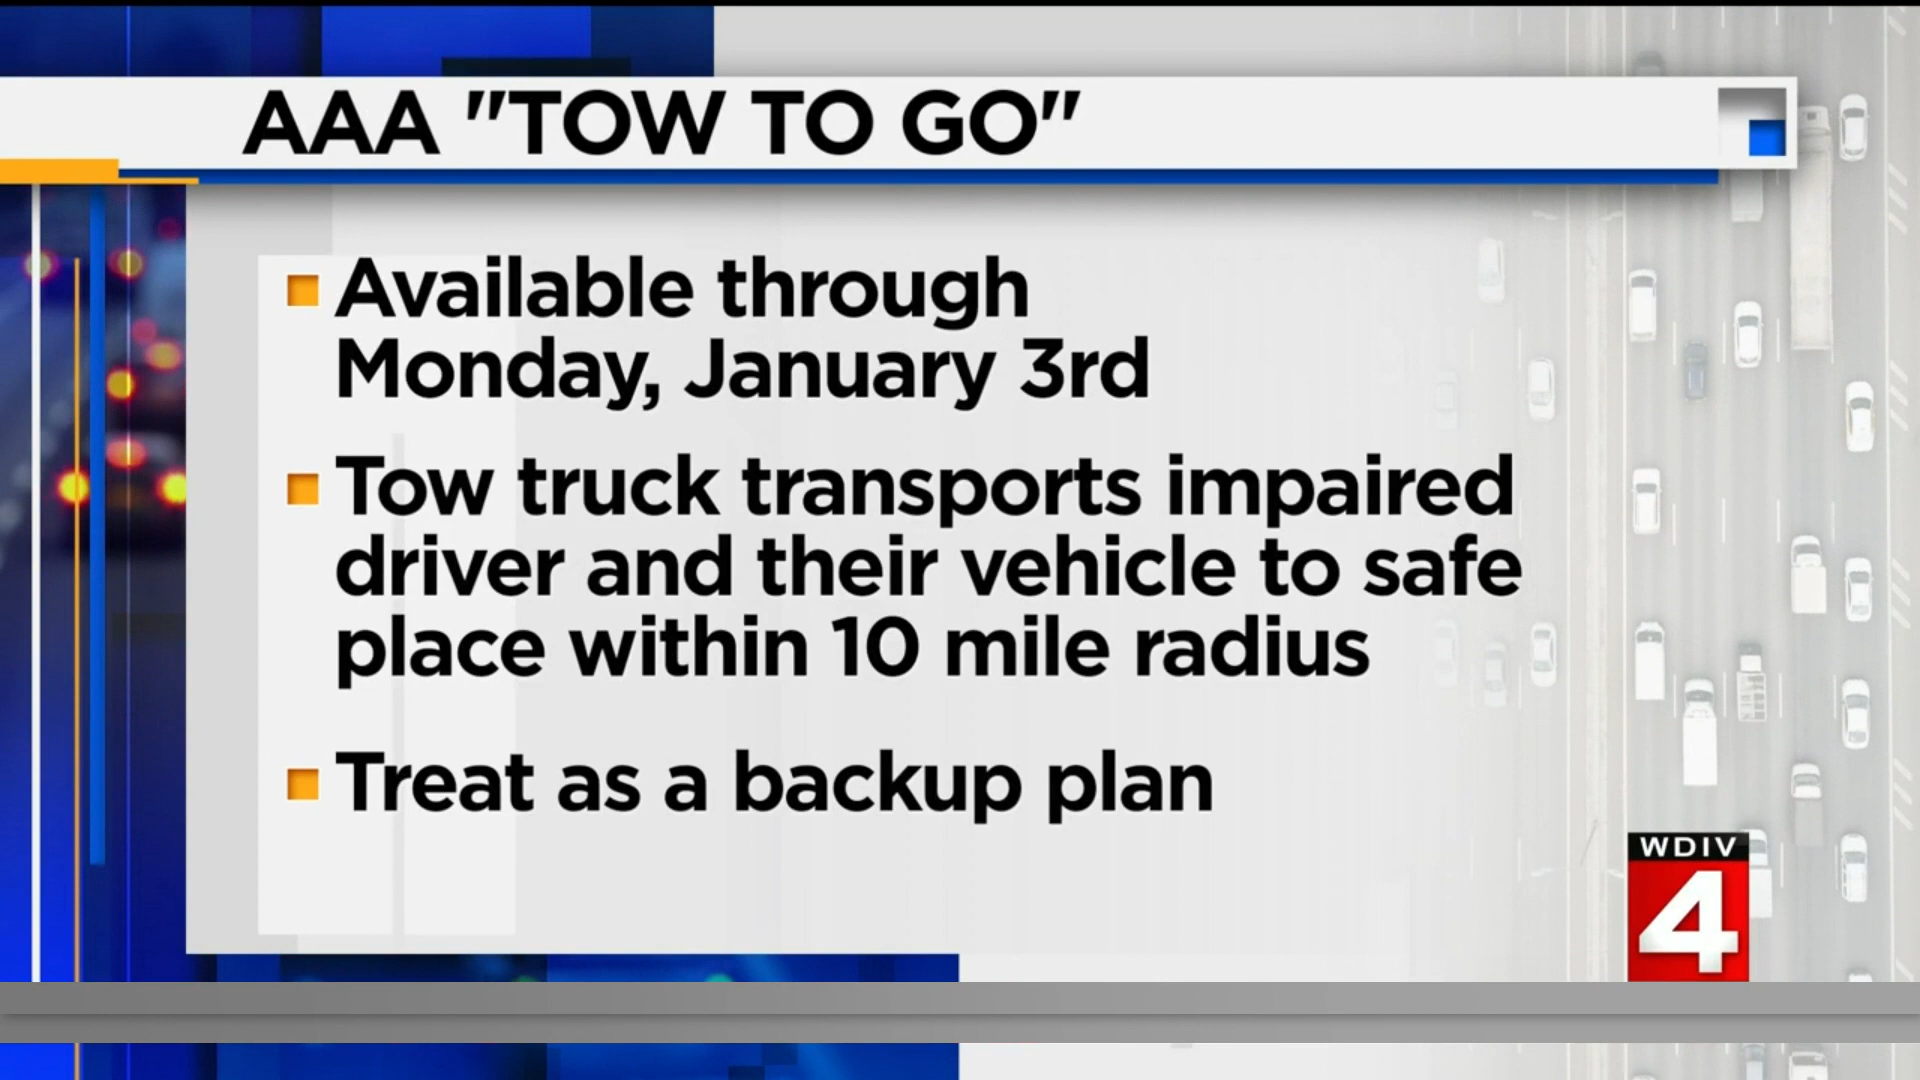 AAA "TOW TO GO"
Available through
Monday, January 3rd
Tow truck transports impaired
driver and their vehicle to safe
place within 10 mile radius
Treat as a backup plan
WDIV
4